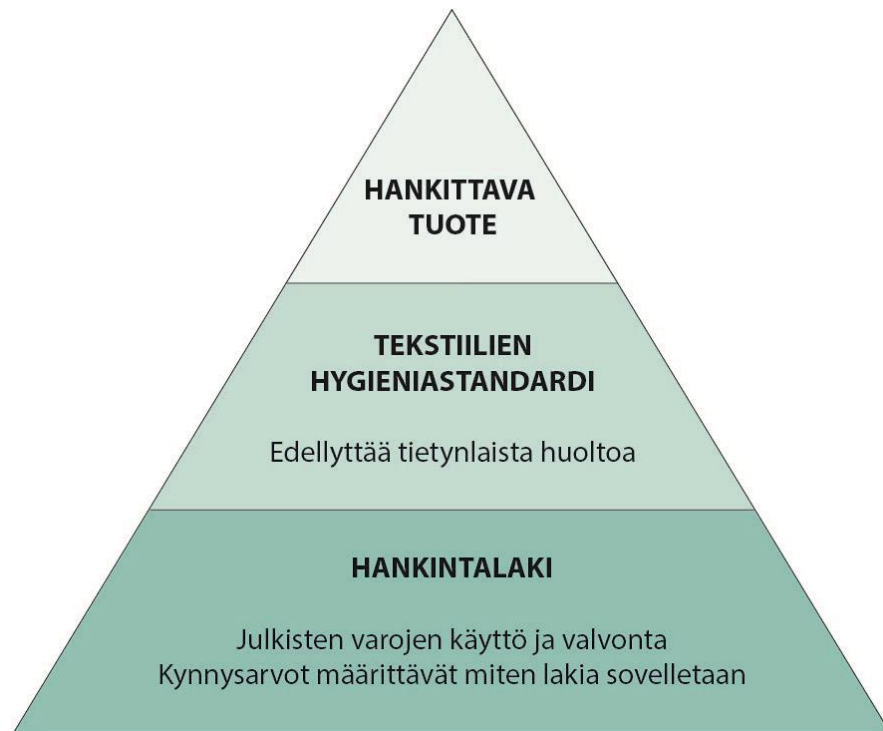 HANKITTAVA
TUOTE
TEKSTIILIEN
HYGIENIASTANDARDI
Edellyttää tietynlaista huoltoa
HANKINTALAKI
Julkisten varojen käyttö ja valvonta
Kynnysarvot määrittävät miten lakia sovelletaan